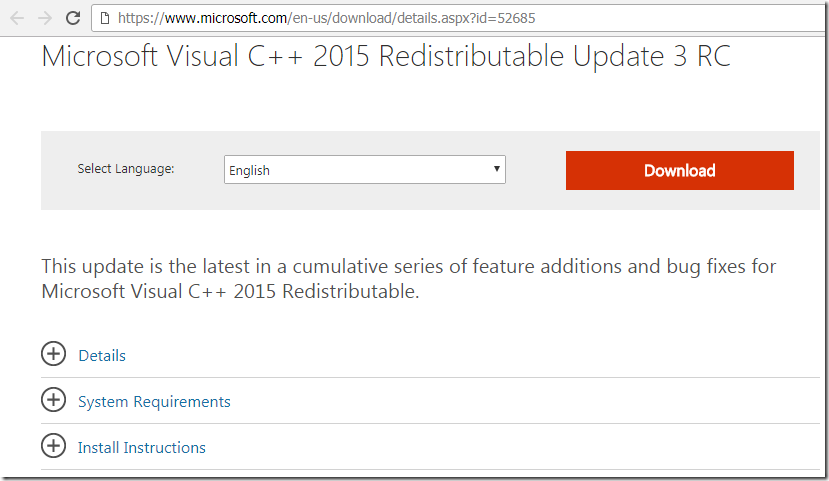 https://www.microsoft.com/en-us/download/details.aspx?id=52685
Microsoft Visual C++ 2015 Redistributable Update 3 RC
Select Language:
English
Download
This update is the latest in a cumulative series of feature additions and bug fixes for
Microsoft Visual C++ 2015 Redistributable.
Details
System Requirements
Install Instructions